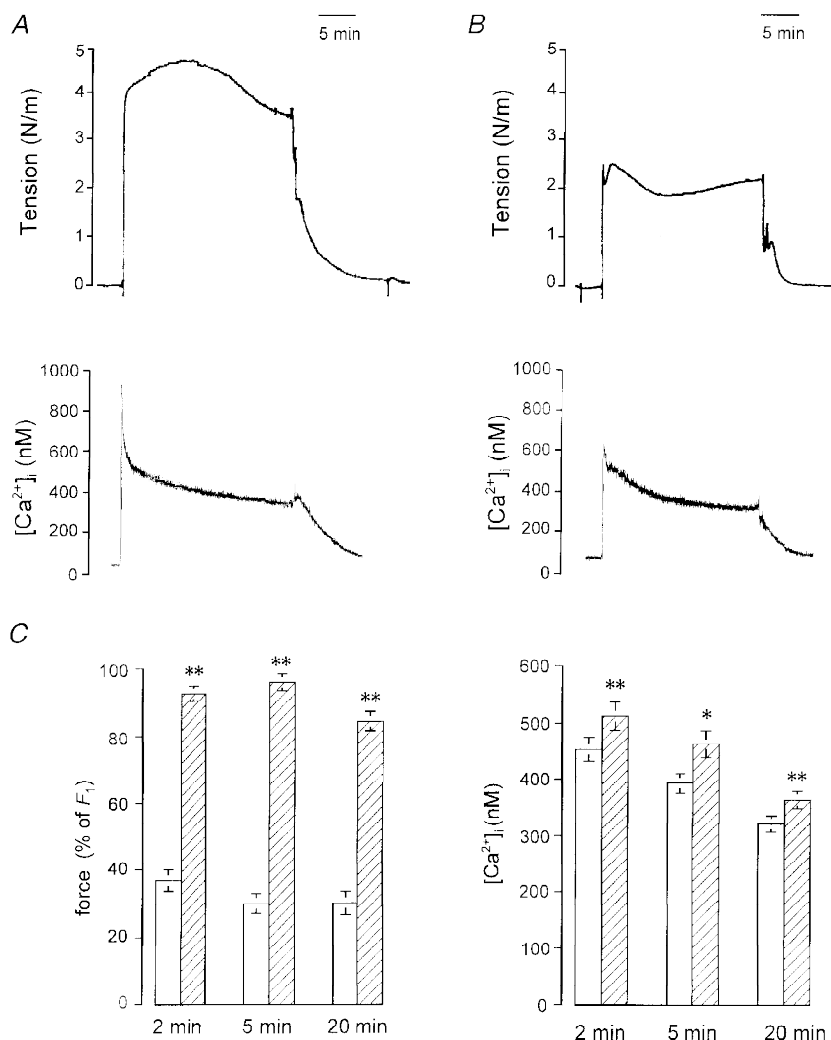 A
5 min
B
5 min
5
4
3
2
1
0
Tension (N/m)
5
4
3
2
1
0
Tension (N/m)
1000
800
600
400
200
0
[Ca²⁺]ᵢ (nM)
1000
800
600
400
200
0
[Ca²⁺]ᵢ (nM)
C
100
80
60
40
20
0
force (% of F₁)
**
**
**
2 min
5 min
20 min
600
500
400
300
200
100
0
[Ca²⁺]ᵢ (nM)
**
*
**
2 min
5 min
20 min